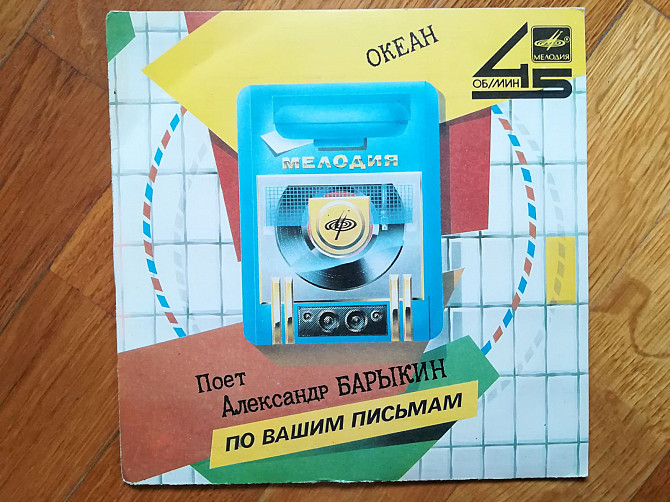 ОКЕАН
45
ОБ/МИН
МЕЛОДИЯ
МЕЛОДИЯ
Поет
Александр БАРЫКИН
ПО ВАШИМ ПИСЬМАМ